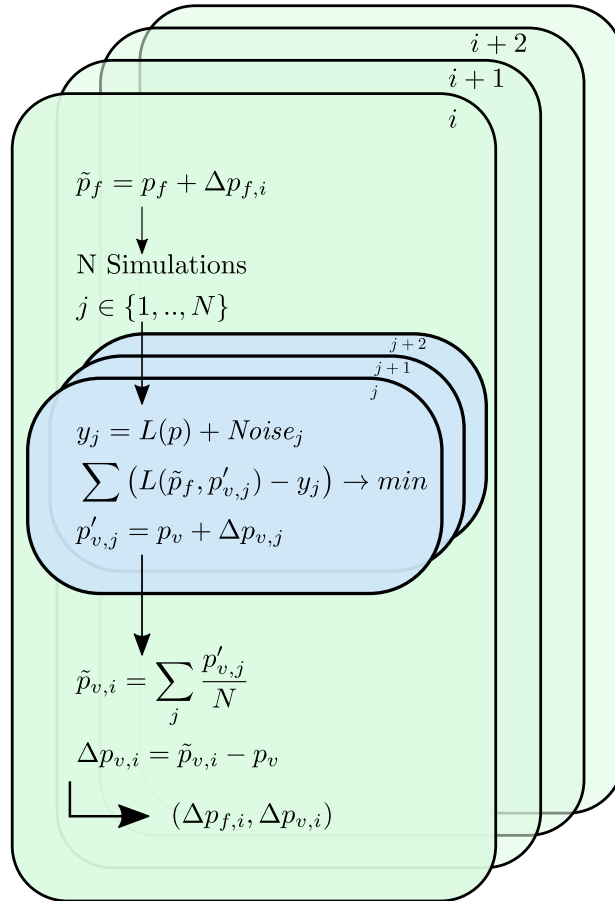 i + 2
i + 1
i
p̃_f = p_f + Δp_{f,i}
N Simulations
j ∈ {1, .., N}
j + 2
j + 1
j
y_j = L(p) + Noise_j
∑ (L(p̃_f, p′_{v,j}) − y_j) → min
p′_{v,j} = p_v + Δp_{v,j}
p̃_{v,i} = ∑_j p′_{v,j} / N
Δp_{v,i} = p̃_{v,i} − p_v
(Δp_{f,i}, Δp_{v,i})